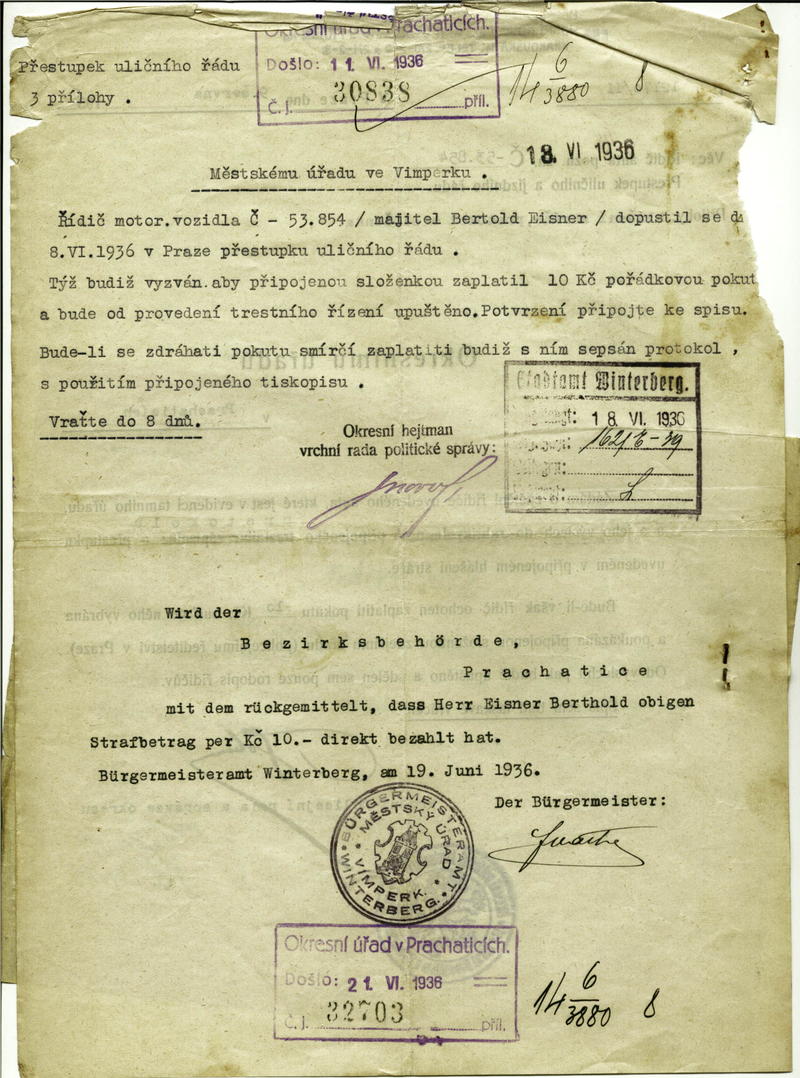 Okresní úřad v Prachaticích.
Přestupek uličního řádu
Došlo: 11. VI. 1936
3 přílohy .
Č.j. 30838 příl.
14 6/3880 8
18. VI 1936
Městskému úřadu ve Vimperku .
Řídič motor.vozidla Č - 53.854 / majitel Bertold Eisner / dopustil se d
8.VI.1936 v Praze přestupku uličního řádu .
Týž budiž vyzván.aby připojenou složenkou zaplatil 10 Kč pořádkovou pokut
a bude od provedení trestního řízení upuštěno.Potvrzení připojte ke spisu.
Bude-li se zdráhati pokutu smírčí zaplatiti budiž s ním sepsán protokol ,
s použitím připojeného tiskopisu .
Vraťte do 8 dnů.
Okresní hejtman
vrchní rada politické správy:
Stadtamt Winterberg.
18. VI. 1936
Wird der
Bezirksbehörde,
Prachatice
mit dem rückgemittelt, dass Herr Eisner Berthold obigen
Strafbetrag per Kč 10.- direkt bezahlt hat.
Bürgermeisteramt Winterberg, am 19. Juni 1936.
Der Bürgermeister:
BÜRGERMEISTERAMT WINTERBERG.
MĚSTSKÝ ÚŘAD VIMPERK.
Okresní úřad v Prachaticích.
Došlo: 21. VI. 1936
Č.j. 32703 příl.
14 6/3880 8